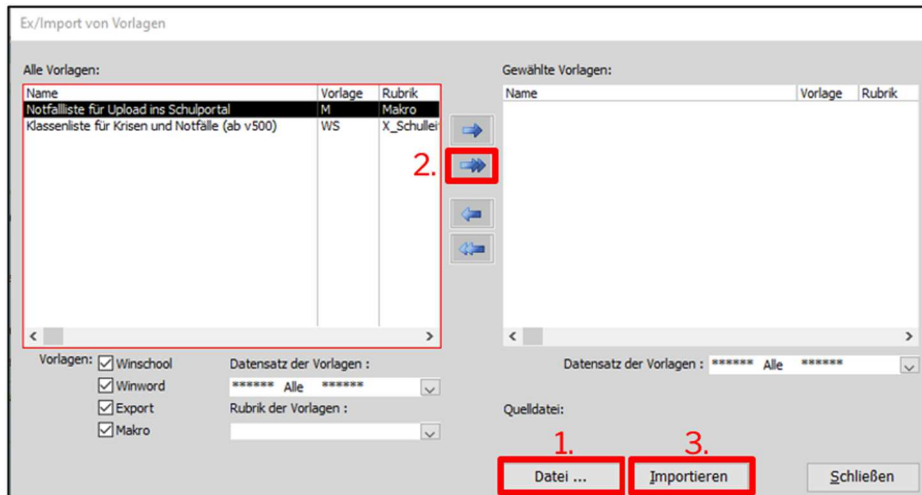 Ex/Import von Vorlagen
Alle Vorlagen:
Gewählte Vorlagen:
Name Vorlage Rubrik
Notfallliste für Upload ins Schulportal M Makro
Klassenliste für Krisen und Notfälle (ab v500) WS X_Schullei
Name Vorlage Rubrik
2.
Vorlagen: Winschool
Winword
Export
Makro
Datensatz der Vorlagen :
****** Alle ******
Rubrik der Vorlagen :
Datensatz der Vorlagen : ****** Alle ******
Quelldatei:
1. 3.
Datei ... Importieren Schließen